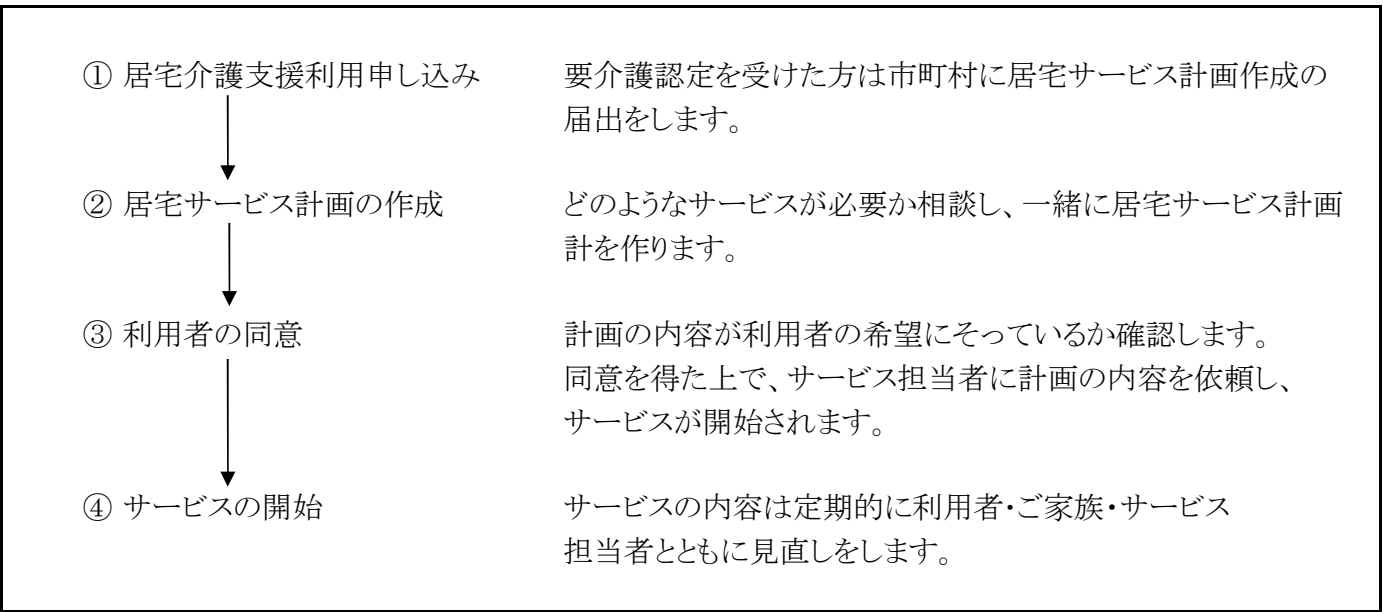 ① 居宅介護支援利用申し込み
要介護認定を受けた方は市町村に居宅サービス計画作成の
届出をします。
② 居宅サービス計画の作成
どのようなサービスが必要か相談し、一緒に居宅サービス計画
計を作ります。
③ 利用者の同意
計画の内容が利用者の希望にそっているか確認します。
同意を得た上で、サービス担当者に計画の内容を依頼し、
サービスが開始されます。
④ サービスの開始
サービスの内容は定期的に利用者・ご家族・サービス
担当者とともに見直しをします。